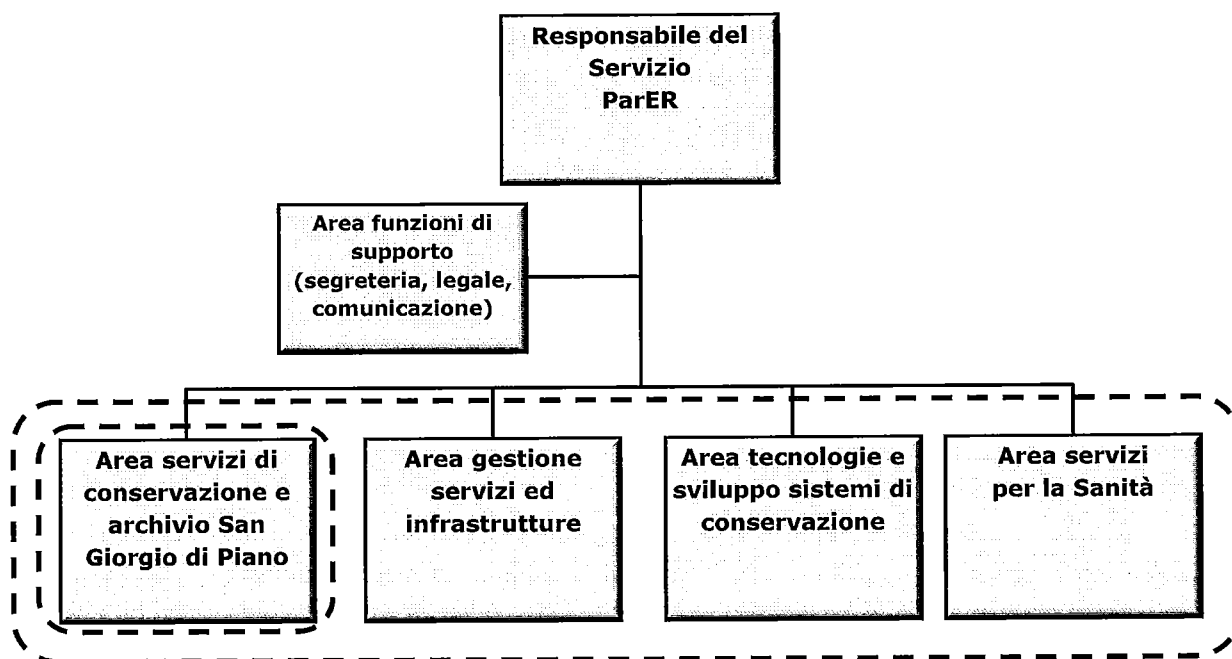 Responsabile del
Servizio
ParER
Area funzioni di
supporto
(segreteria, legale,
comunicazione)
Area servizi di
conservazione e
archivio San
Giorgio di Piano
Area gestione
servizi ed
infrastrutture
Area tecnologie e
sviluppo sistemi di
conservazione
Area servizi
per la Sanità